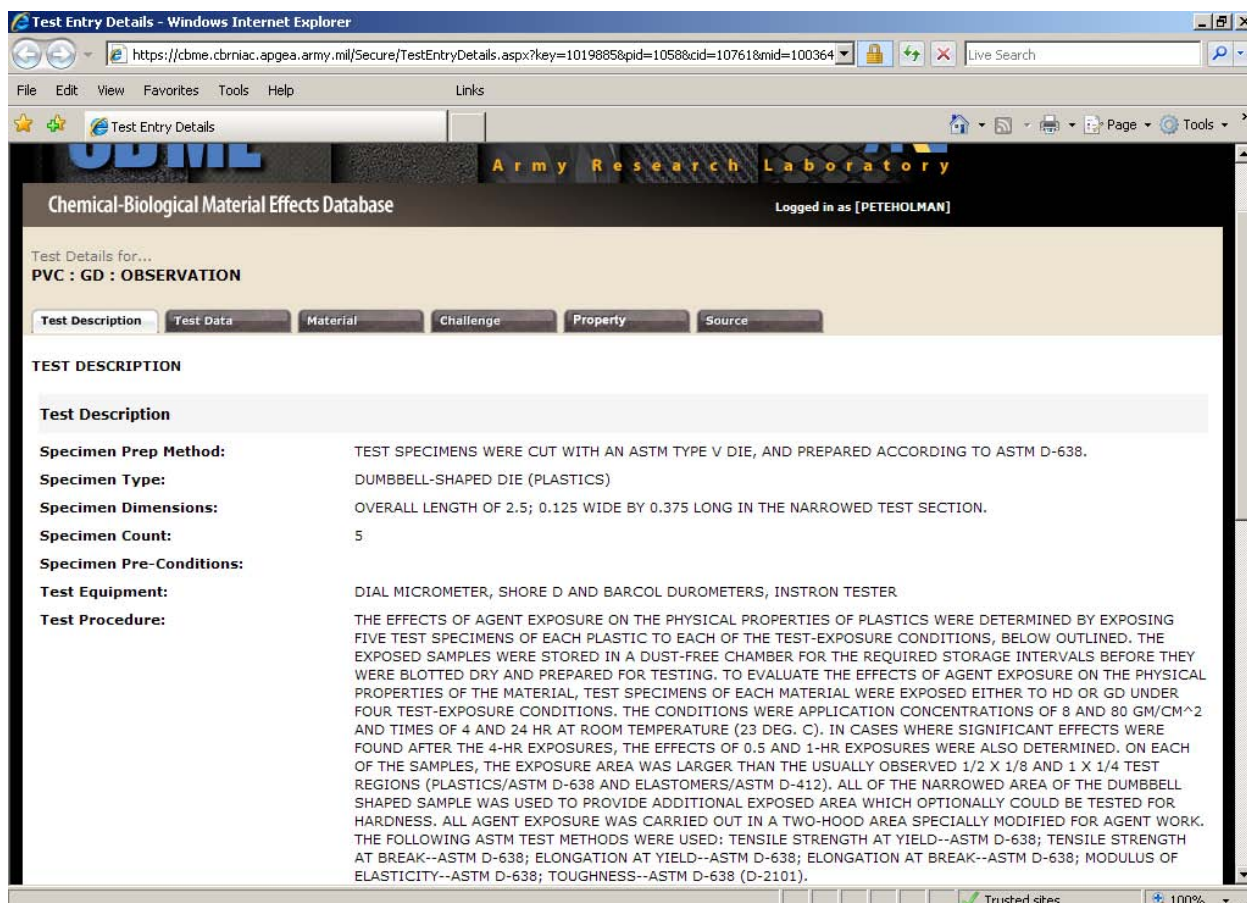 Test Entry Details - Windows Internet Explorer
https://cbme.cbrniac.apgea.army.mil/Secure/TestEntryDetails.aspx?key=1019885&pid=1058&cid=10761&mid=100364
Live Search
File Edit View Favorites Tools Help Links
Test Entry Details
Page Tools
CBME
Army Research Laboratory
Chemical-Biological Material Effects Database
Logged in as [PETEHOLMAN]
Test Details for...
PVC : GD : OBSERVATION
Test Description Test Data Material Challenge Property Source
TEST DESCRIPTION
Test Description
Specimen Prep Method: TEST SPECIMENS WERE CUT WITH AN ASTM TYPE V DIE, AND PREPARED ACCORDING TO ASTM D-638.
Specimen Type: DUMBBELL-SHAPED DIE (PLASTICS)
Specimen Dimensions: OVERALL LENGTH OF 2.5; 0.125 WIDE BY 0.375 LONG IN THE NARROWED TEST SECTION.
Specimen Count: 5
Specimen Pre-Conditions:
Test Equipment: DIAL MICROMETER, SHORE D AND BARCOL DUROMETERS, INSTRON TESTER
Test Procedure: THE EFFECTS OF AGENT EXPOSURE ON THE PHYSICAL PROPERTIES OF PLASTICS WERE DETERMINED BY EXPOSING
FIVE TEST SPECIMENS OF EACH PLASTIC TO EACH OF THE TEST-EXPOSURE CONDITIONS, BELOW OUTLINED. THE
EXPOSED SAMPLES WERE STORED IN A DUST-FREE CHAMBER FOR THE REQUIRED STORAGE INTERVALS BEFORE THEY
WERE BLOTTED DRY AND PREPARED FOR TESTING. TO EVALUATE THE EFFECTS OF AGENT EXPOSURE ON THE PHYSICAL
PROPERTIES OF THE MATERIAL, TEST SPECIMENS OF EACH MATERIAL WERE EXPOSED EITHER TO HD OR GD UNDER
FOUR TEST-EXPOSURE CONDITIONS. THE CONDITIONS WERE APPLICATION CONCENTRATIONS OF 8 AND 80 GM/CM^2
AND TIMES OF 4 AND 24 HR AT ROOM TEMPERATURE (23 DEG. C). IN CASES WHERE SIGNIFICANT EFFECTS WERE
FOUND AFTER THE 4-HR EXPOSURES, THE EFFECTS OF 0.5 AND 1-HR EXPOSURES WERE ALSO DETERMINED. ON EACH
OF THE SAMPLES, THE EXPOSURE AREA WAS LARGER THAN THE USUALLY OBSERVED 1/2 X 1/8 AND 1 X 1/4 TEST
REGIONS (PLASTICS/ASTM D-638 AND ELASTOMERS/ASTM D-412). ALL OF THE NARROWED AREA OF THE DUMBBELL
SHAPED SAMPLE WAS USED TO PROVIDE ADDITIONAL EXPOSED AREA WHICH OPTIONALLY COULD BE TESTED FOR
HARDNESS. ALL AGENT EXPOSURE WAS CARRIED OUT IN A TWO-HOOD AREA SPECIALLY MODIFIED FOR AGENT WORK.
THE FOLLOWING ASTM TEST METHODS WERE USED: TENSILE STRENGTH AT YIELD--ASTM D-638; TENSILE STRENGTH
AT BREAK--ASTM D-638; ELONGATION AT YIELD--ASTM D-638; ELONGATION AT BREAK--ASTM D-638; MODULUS OF
ELASTICITY--ASTM D-638; TOUGHNESS--ASTM D-638 (D-2101).
Trusted sites 100%